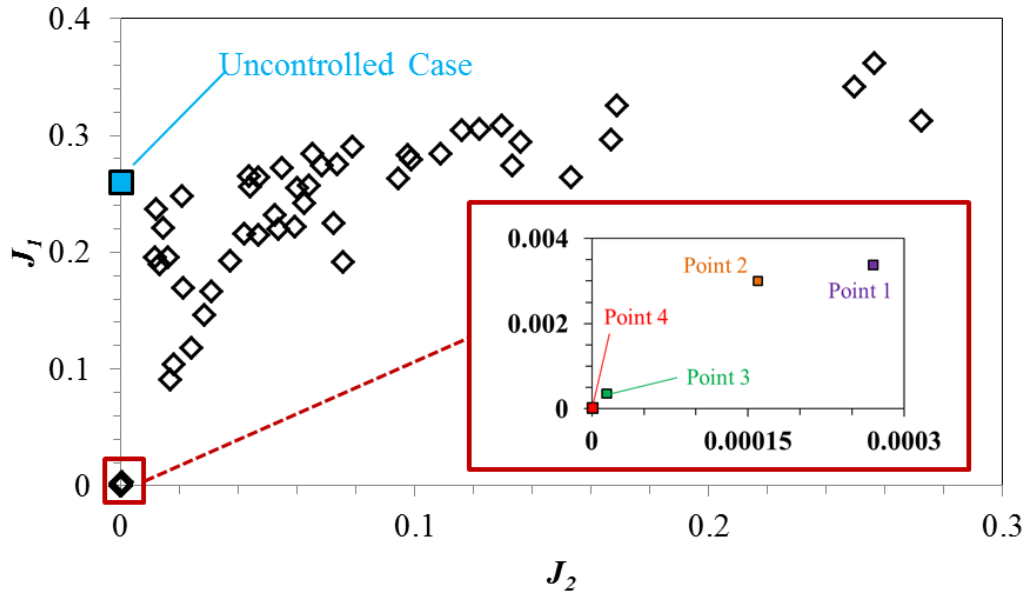 0.4
Uncontrolled Case
0.3
J1
0.2
0.1
0
0.004
Point 2
Point 1
Point 4
0.002
Point 3
0
0 0.00015 0.0003
0 0.1 0.2 0.3
J2